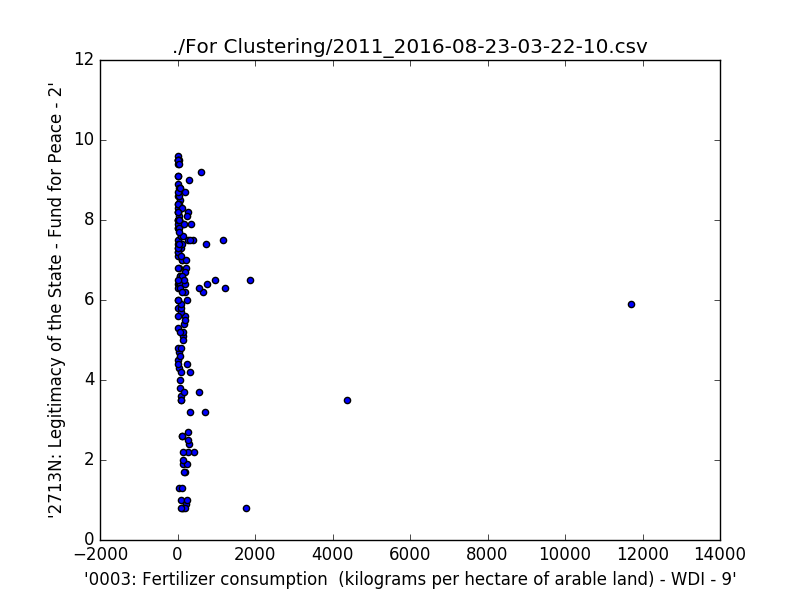 ./For Clustering/2011_2016-08-23-03-22-10.csv
12
10
8
6
4
2
0
'2713N: Legitimacy of the State - Fund for Peace - 2'
−2000 0 2000 4000 6000 8000 10000 12000 14000
'0003: Fertilizer consumption  (kilograms per hectare of arable land) - WDI - 9'